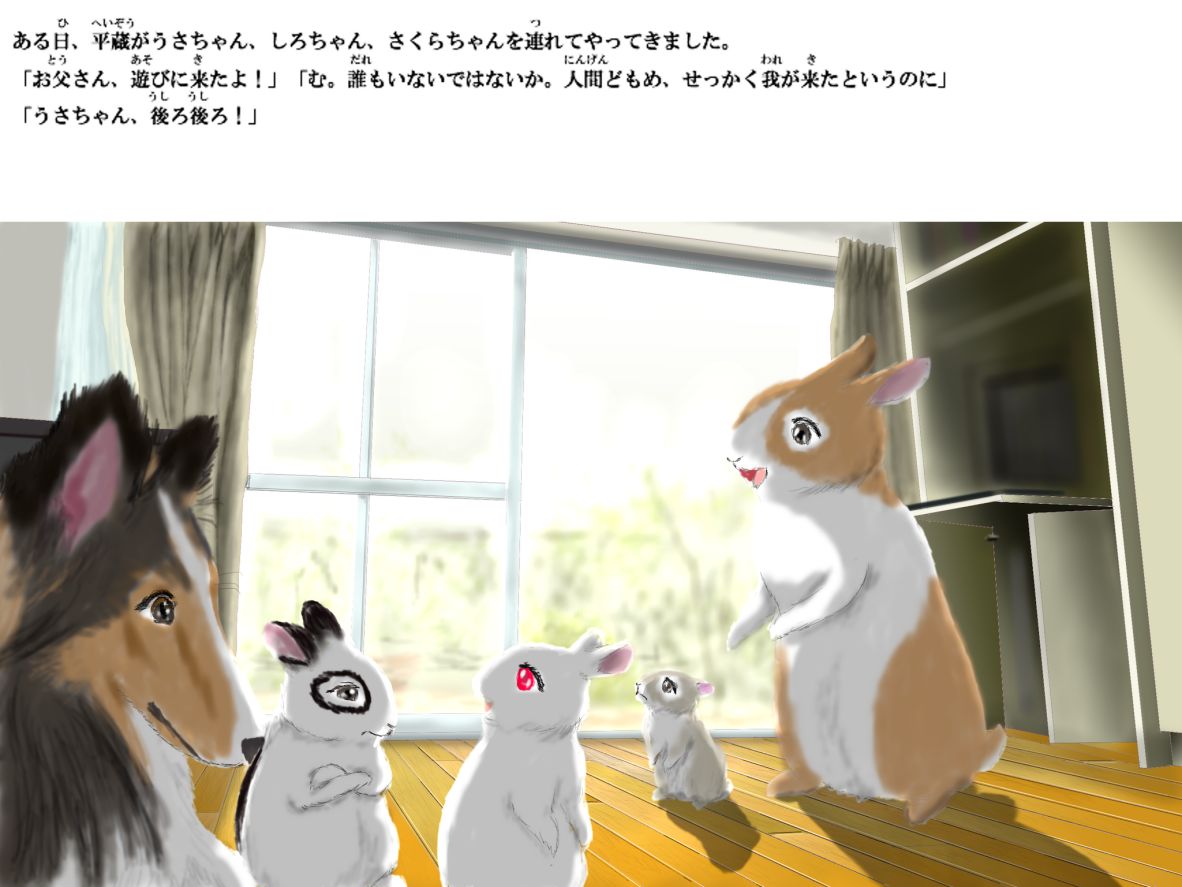 ある日、平蔵がうさちゃん、しろちゃん、さくらちゃんを連れてやってきました。
「お父さん、遊びに来たよ！」「む。誰もいないではないか。人間どもめ、せっかく我が来たというのに」
「うさちゃん、後ろ後ろ！」